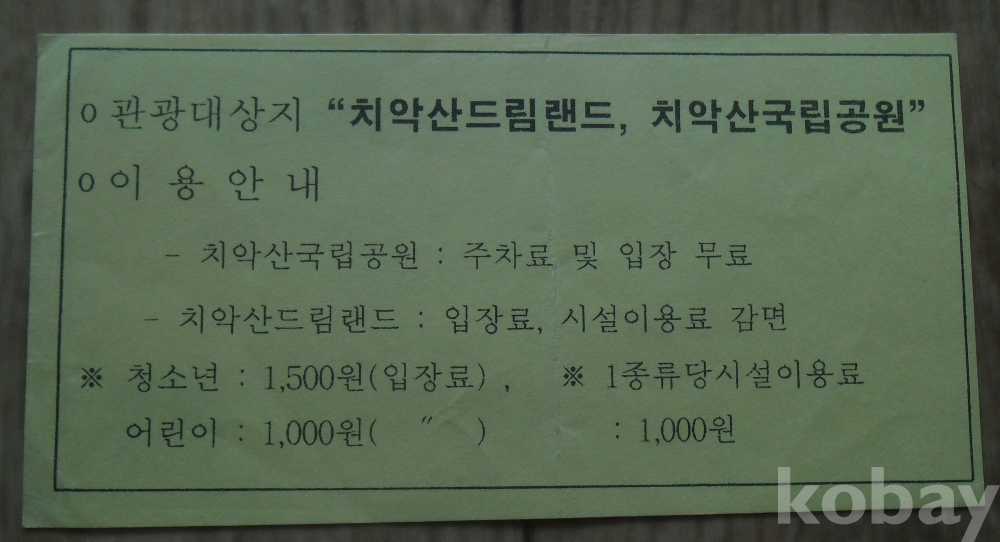 o 관광대상지 “치악산드림랜드, 치악산국립공원”
o 이 용 안 내
- 치악산국립공원 : 주차료 및 입장 무료
- 치악산드림랜드 : 입장료, 시설이용료 감면
※ 청소년 : 1,500원(입장료) , ※ 1종류당시설이용료
어린이 : 1,000원( 〃 ) : 1,000원
kobay